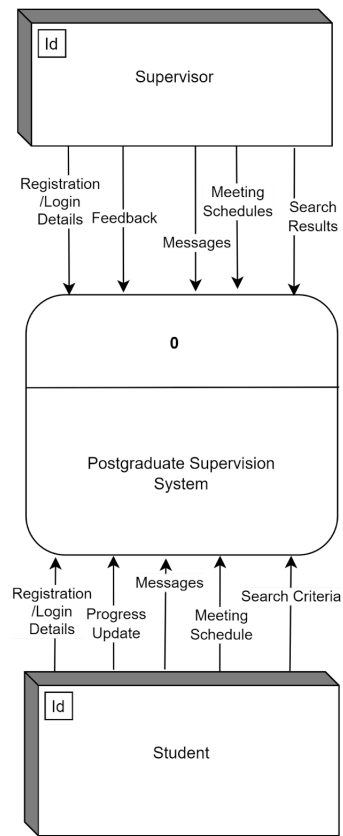 Id
Supervisor
Registration
/Login
Details
Feedback
Messages
Meeting
Schedules
Search
Results
0
Postgraduate Supervision
System
Registration
/Login
Details
Progress
Update
Messages
Meeting
Schedule
Search Criteria
Id
Student